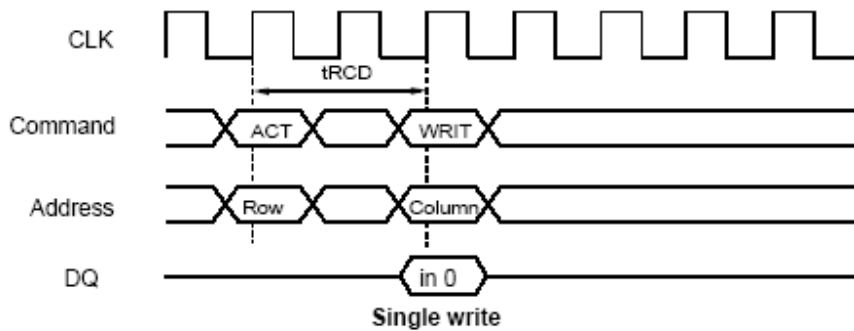 CLK
tRCD
Command ACT WRIT
Address Row Column
DQ in 0
Single write